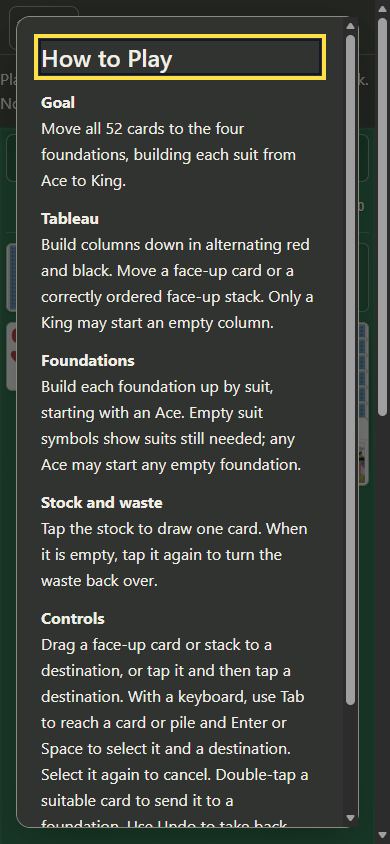 How to Play
Goal
Move all 52 cards to the four
foundations, building each suit from
Ace to King.
Tableau
Build columns down in alternating red
and black. Move a face-up card or a
correctly ordered face-up stack. Only a
King may start an empty column.
Foundations
Build each foundation up by suit,
starting with an Ace. Empty suit
symbols show suits still needed; any
Ace may start any empty foundation.
Stock and waste
Tap the stock to draw one card. When
it is empty, tap it again to turn the
waste back over.
Controls
Drag a face-up card or stack to a
destination, or tap it and then tap a
destination. With a keyboard, use Tab
to reach a card or pile and Enter or
Space to select it and a destination.
Select it again to cancel. Double-tap a
suitable card to send it to a
foundation. Use Undo to take back